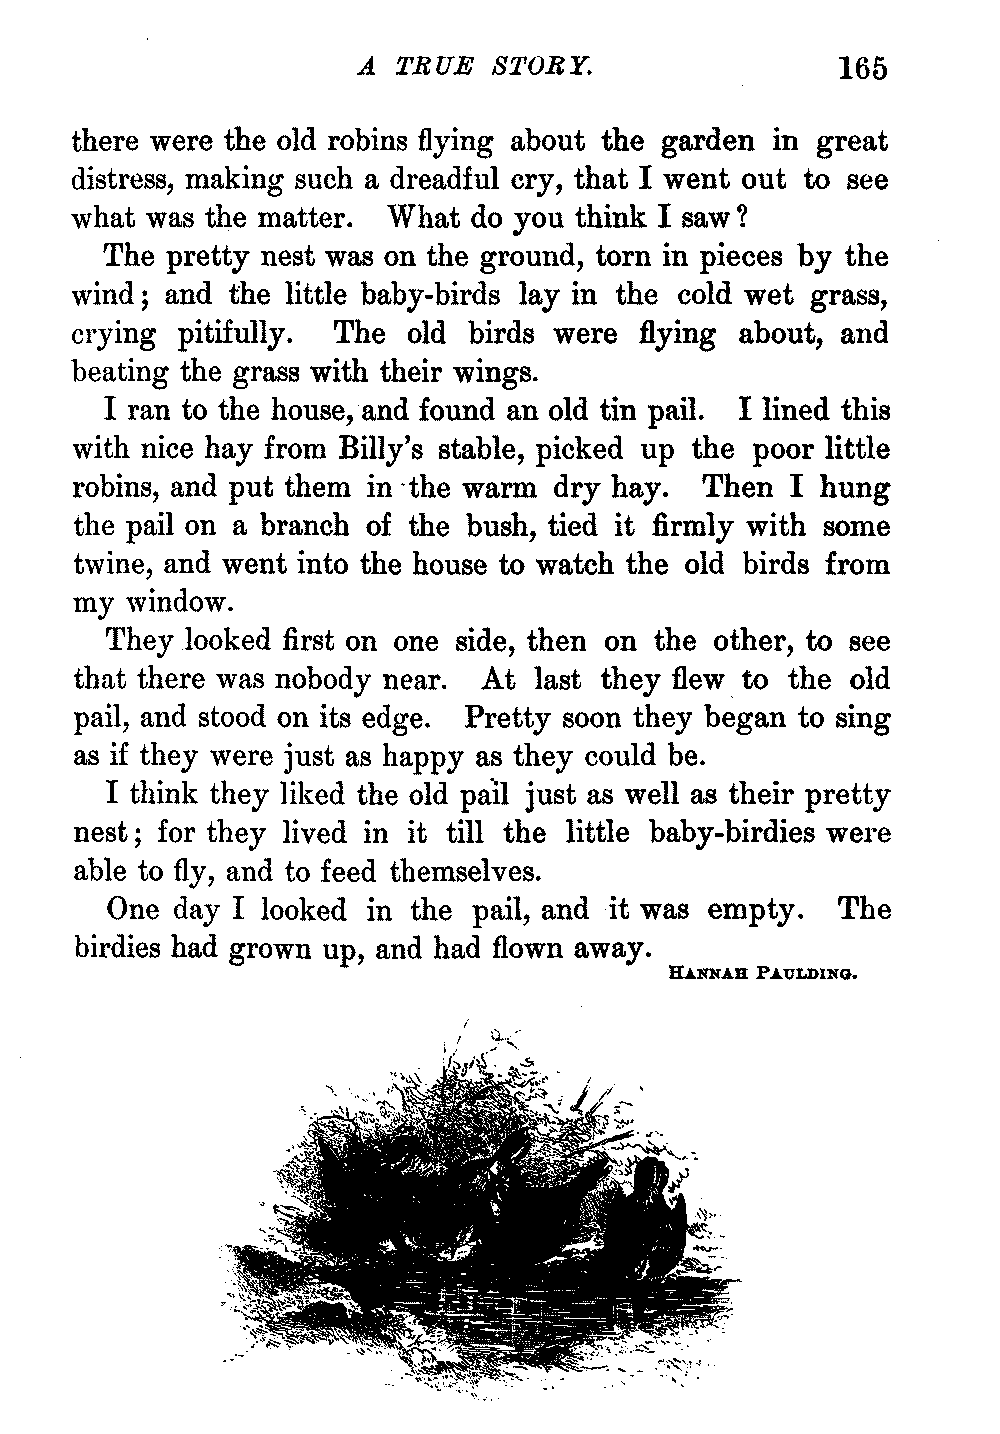 A TRUE STORY. 165
there were the old robins flying about the garden in great
distress, making such a dreadful cry, that I went out to see
what was the matter. What do you think I saw?
The pretty nest was on the ground, torn in pieces by the
wind; and the little baby-birds lay in the cold wet grass,
crying pitifully. The old birds were flying about, and
beating the grass with their wings.
I ran to the house, and found an old tin pail. I lined this
with nice hay from Billy's stable, picked up the poor little
robins, and put them in the warm dry hay. Then I hung
the pail on a branch of the bush, tied it firmly with some
twine, and went into the house to watch the old birds from
my window.
They looked first on one side, then on the other, to see
that there was nobody near. At last they flew to the old
pail, and stood on its edge. Pretty soon they began to sing
as if they were just as happy as they could be.
I think they liked the old pail just as well as their pretty
nest; for they lived in it till the little baby-birdies were
able to fly, and to feed themselves.
One day I looked in the pail, and it was empty. The
birdies had grown up, and had flown away.
HANNAH PAULDING.